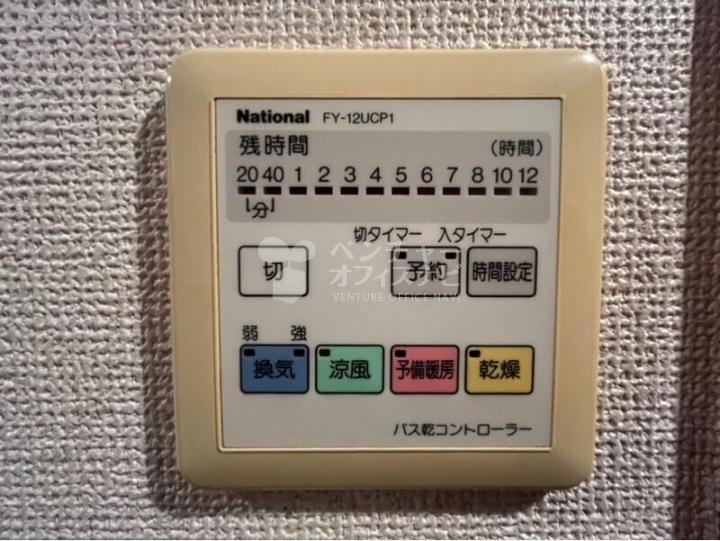 National FY-12UCP1
残時間 (時間)
20 40 1 2 3 4 5 6 7 8 10 12
分
切タイマー 入タイマー
切 予約 時間設定
ベンチャー
オフィスナビ
VENTURE OFFICE NAVI
弱 強
換気 涼風 予備暖房 乾燥
バス乾コントローラー